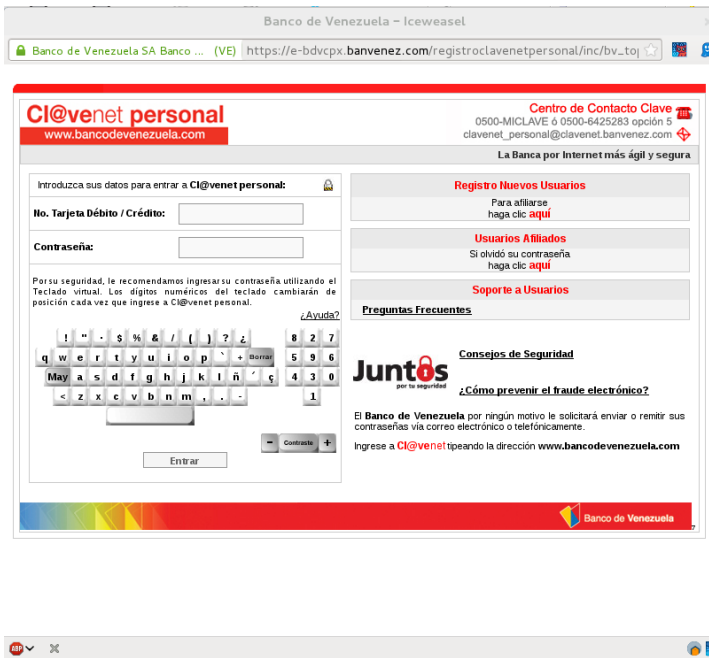 Banco de Venezuela – Iceweasel
Banco de Venezuela SA Banco ... (VE) https://e-bdvcpx.banvenez.com/registroclavenetpersonal/inc/bv_top
Cl@venet personal
www.bancodevenezuela.com
Centro de Contacto Clave
0500-MICLAVE ó 0500-6425283 opción 5
clavenet_personal@clavenet.banvenez.com
La Banca por Internet más ágil y segura
Introduzca sus datos para entrar a Cl@venet personal:
No. Tarjeta Débito / Crédito:
Contraseña:
Por su seguridad, le recomendamos ingresar su contraseña utilizando el
Teclado virtual. Los dígitos numéricos del teclado cambiarán de
posición cada vez que ingrese a Cl@venet personal.
¿Ayuda?
! " · $ % & / ( ) ? ¿ 8 2 7
q w e r t y u i o p ` + Borrar 5 9 6
May a s d f g h j k l ñ ´ ç 4 3 0
< z x c v b n m , . - 1
- Contraste +
Entrar
Registro Nuevos Usuarios
Para afiliarse
haga clic aquí
Usuarios Afiliados
Si olvidó su contraseña
haga clic aquí
Soporte a Usuarios
Preguntas Frecuentes
Juntos
por tu seguridad
Consejos de Seguridad
¿Cómo prevenir el fraude electrónico?
El Banco de Venezuela por ningún motivo le solicitará enviar o remitir sus
contraseñas vía correo electrónico o telefónicamente.
Ingrese a Cl@venet tipeando la dirección www.bancodevenezuela.com
Banco de Venezuela
7
ABP